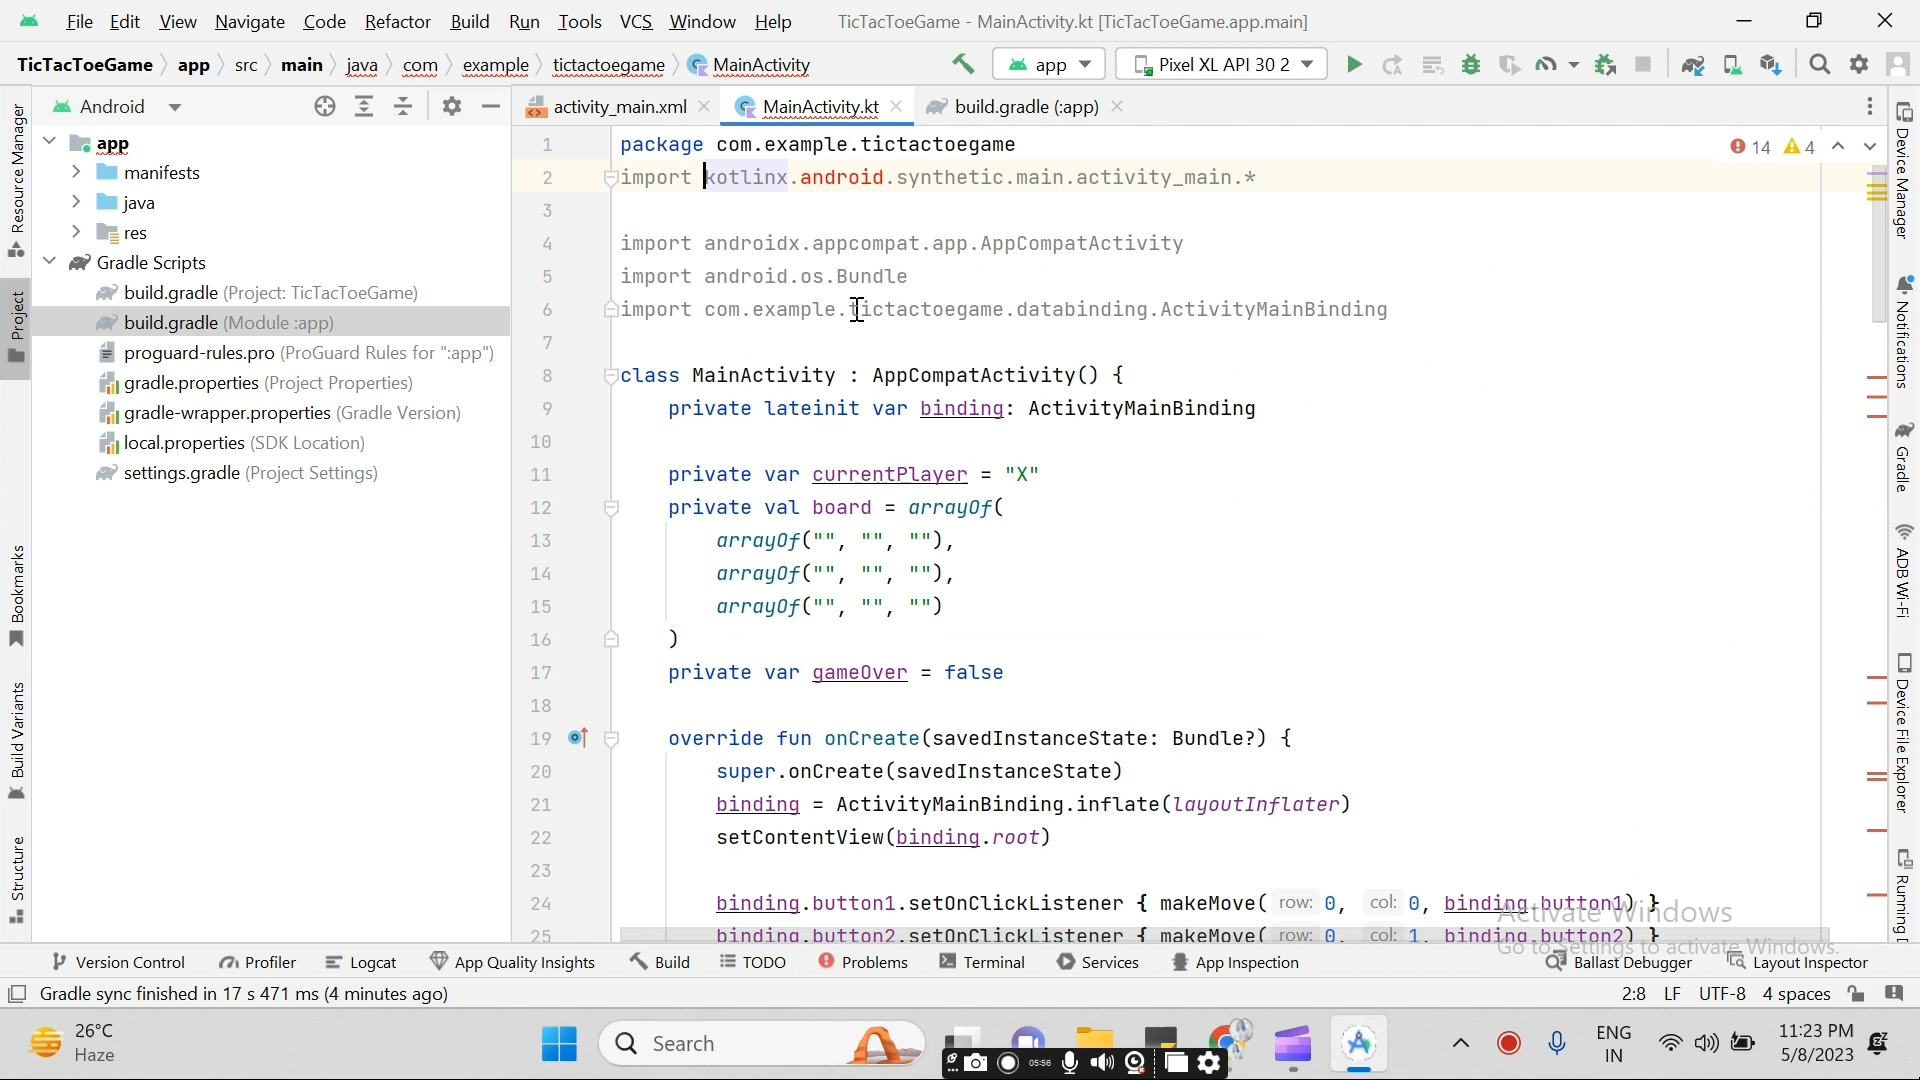 File Edit View Navigate Code Refactor Build Run Tools VCS Window Help TicTacToeGame - MainActivity.kt [TicTacToeGame.app.main]
TicTacToeGame app src main java com example tictactoegame MainActivity app Pixel XL API 30 2
Android activity_main.xml MainActivity.kt build.gradle (:app)
app
manifests
java
res
Gradle Scripts
build.gradle (Project: TicTacToeGame)
build.gradle (Module :app)
proguard-rules.pro (ProGuard Rules for ":app")
gradle.properties (Project Properties)
gradle-wrapper.properties (Gradle Version)
local.properties (SDK Location)
settings.gradle (Project Settings)
Resource Manager
Project
Bookmarks
Build Variants
Structure
14 4
1 package com.example.tictactoegame
2 import kotlinx.android.synthetic.main.activity_main.*
3
4 import androidx.appcompat.app.AppCompatActivity
5 import android.os.Bundle
6 import com.example.tictactoegame.databinding.ActivityMainBinding
7
8 class MainActivity : AppCompatActivity() {
9 private lateinit var binding: ActivityMainBinding
10
11 private var currentPlayer = "X"
12 private val board = arrayOf(
13 arrayOf("", "", ""),
14 arrayOf("", "", ""),
15 arrayOf("", "", "")
16 )
17 private var gameOver = false
18
19 override fun onCreate(savedInstanceState: Bundle?) {
20 super.onCreate(savedInstanceState)
21 binding = ActivityMainBinding.inflate(layoutInflater)
22 setContentView(binding.root)
23
24 binding.button1.setOnClickListener { makeMove( row: 0, col: 0, binding.button1) }
25 binding.button2.setOnClickListener { makeMove( row: 0, col: 1, binding.button2) }
Device Manager
Notifications
Gradle
ADB Wi-Fi
Device File Explorer
Running D
Activate Windows
Go to Settings to activate Windows.
Version Control Profiler Logcat App Quality Insights Build TODO Problems Terminal Services App Inspection Ballast Debugger Layout Inspector
Gradle sync finished in 17 s 471 ms (4 minutes ago) 2:8 LF UTF-8 4 spaces
26°C
Haze
Search
05:56
ENG
IN
11:23 PM
5/8/2023